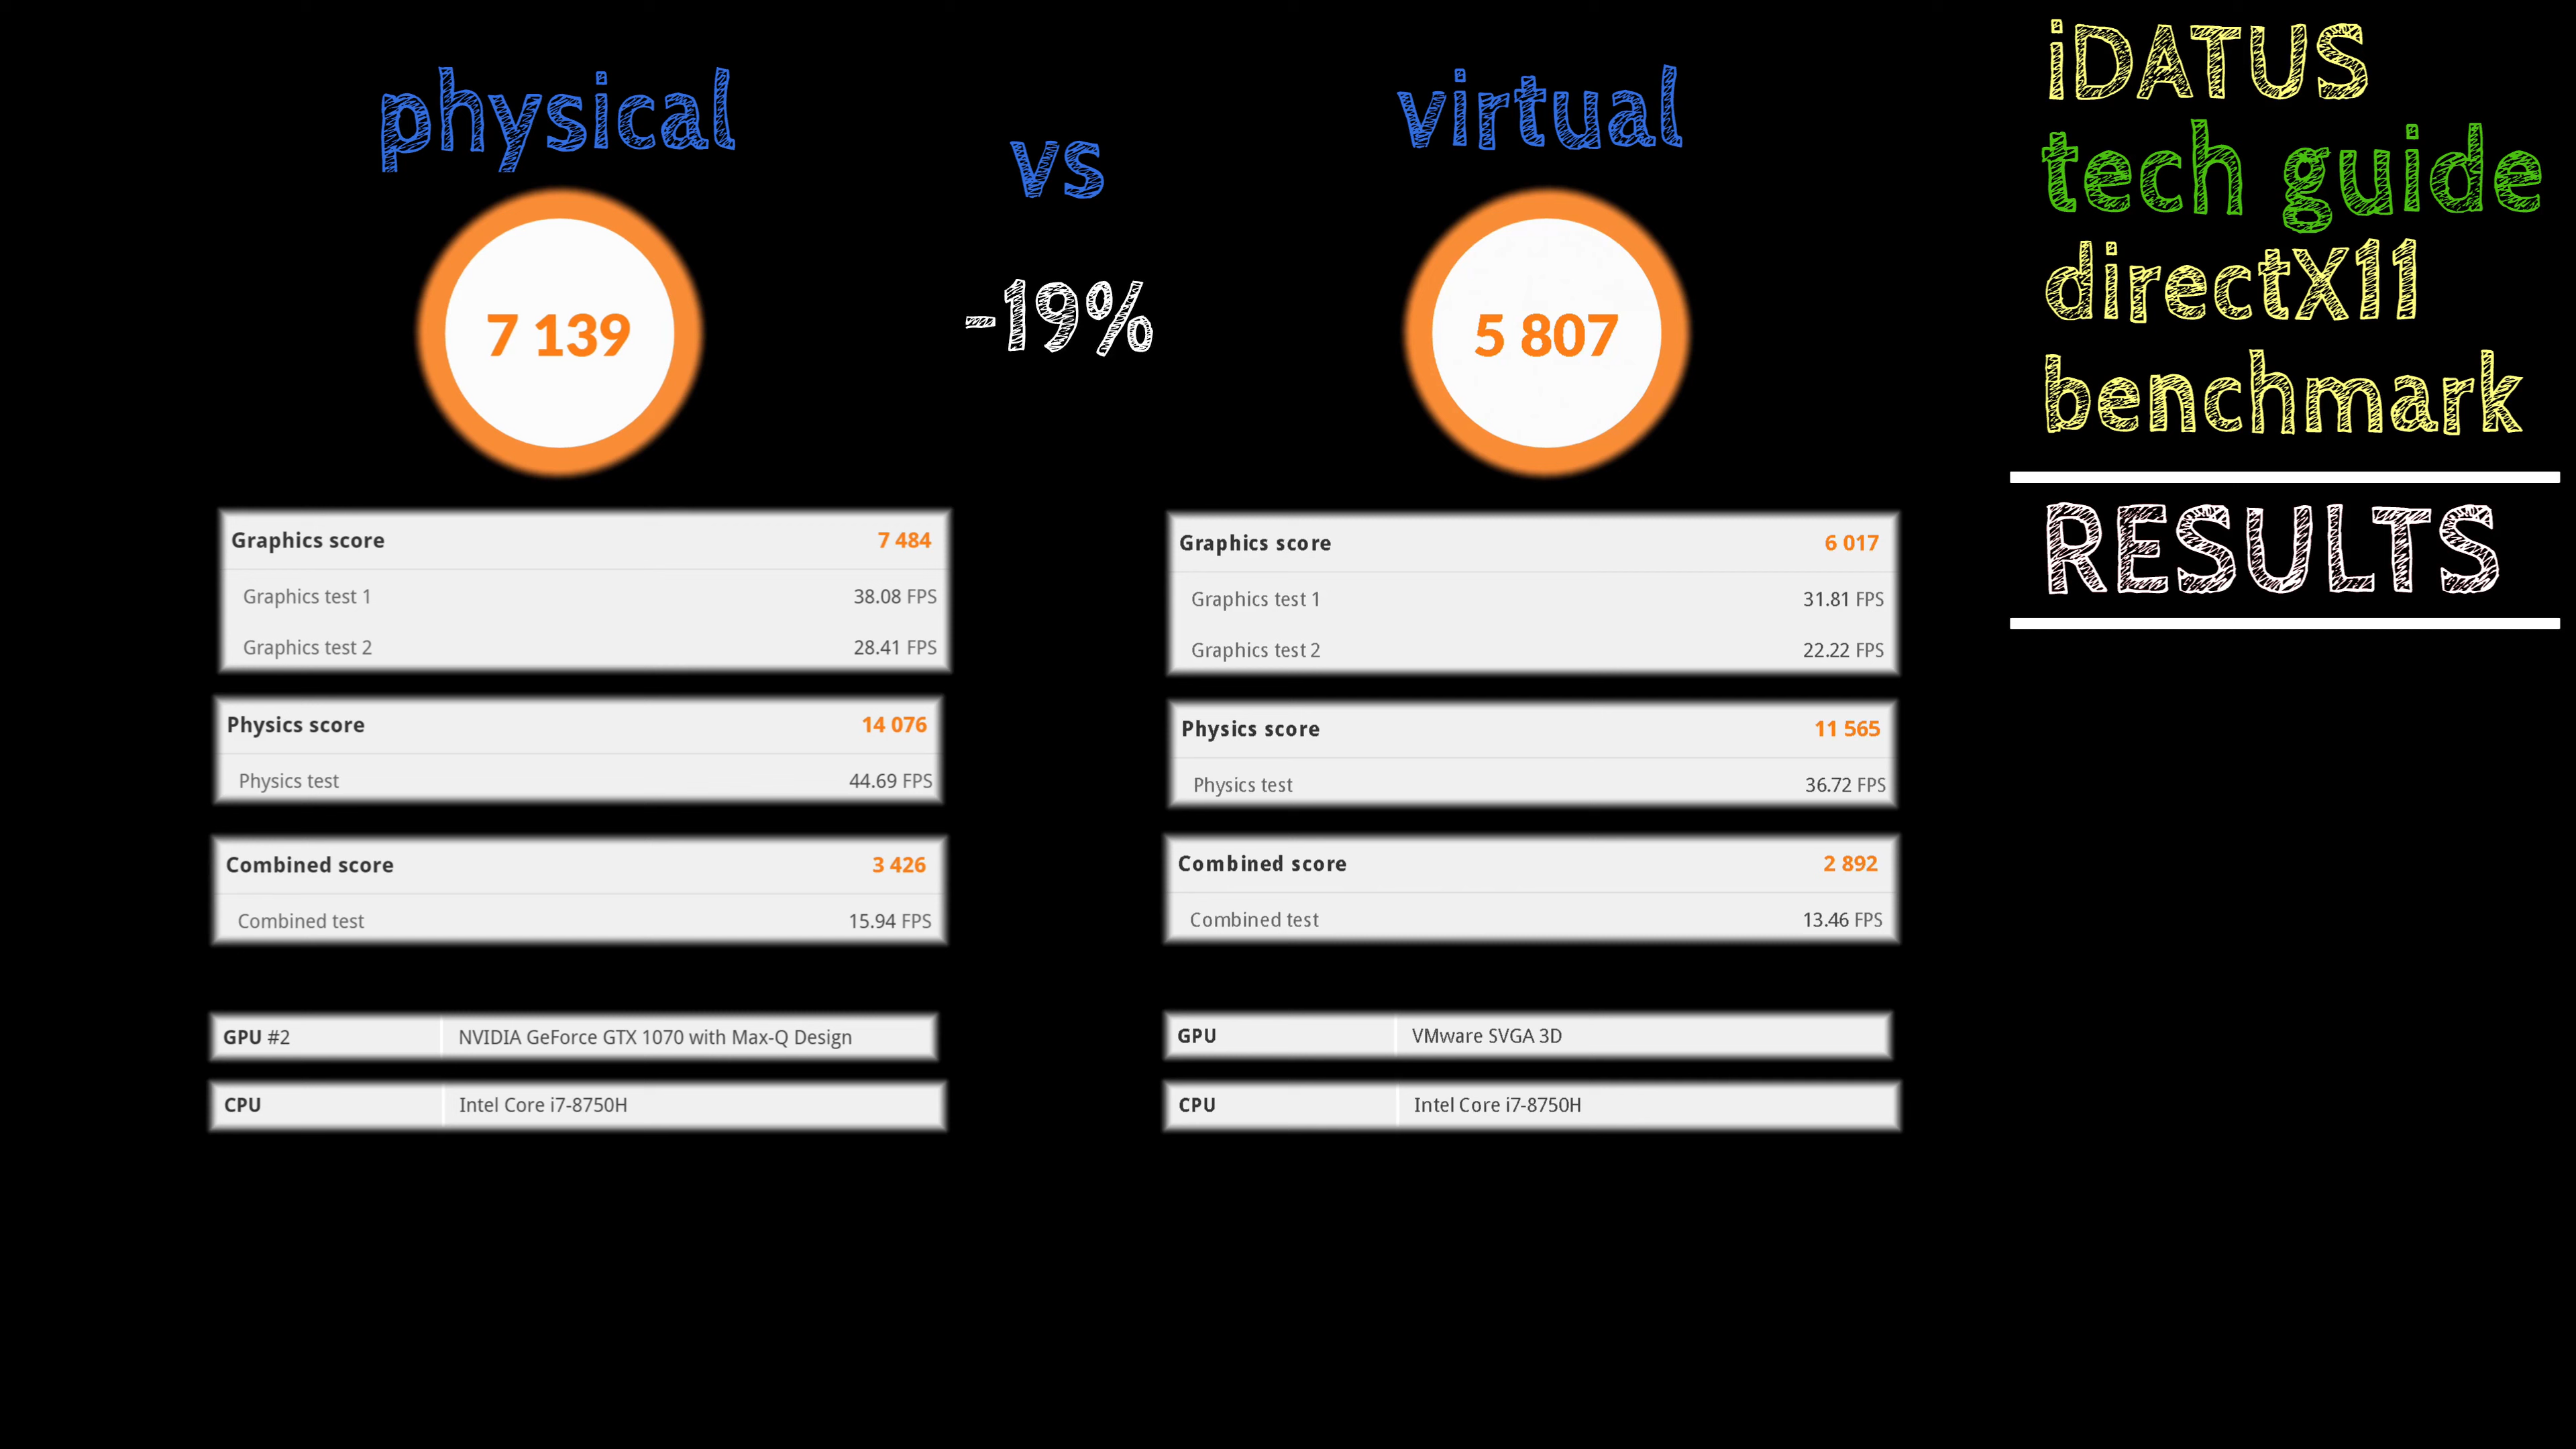 physical
vs
virtual
-19%
7 139
5 807
Graphics score 7 484
Graphics test 1 38.08 FPS
Graphics test 2 28.41 FPS
Physics score 14 076
Physics test 44.69 FPS
Combined score 3 426
Combined test 15.94 FPS
GPU #2 NVIDIA GeForce GTX 1070 with Max-Q Design
CPU Intel Core i7-8750H
Graphics score 6 017
Graphics test 1 31.81 FPS
Graphics test 2 22.22 FPS
Physics score 11 565
Physics test 36.72 FPS
Combined score 2 892
Combined test 13.46 FPS
GPU VMware SVGA 3D
CPU Intel Core i7-8750H
iDATUS
tech guide
directX11
benchmark
RESULTS